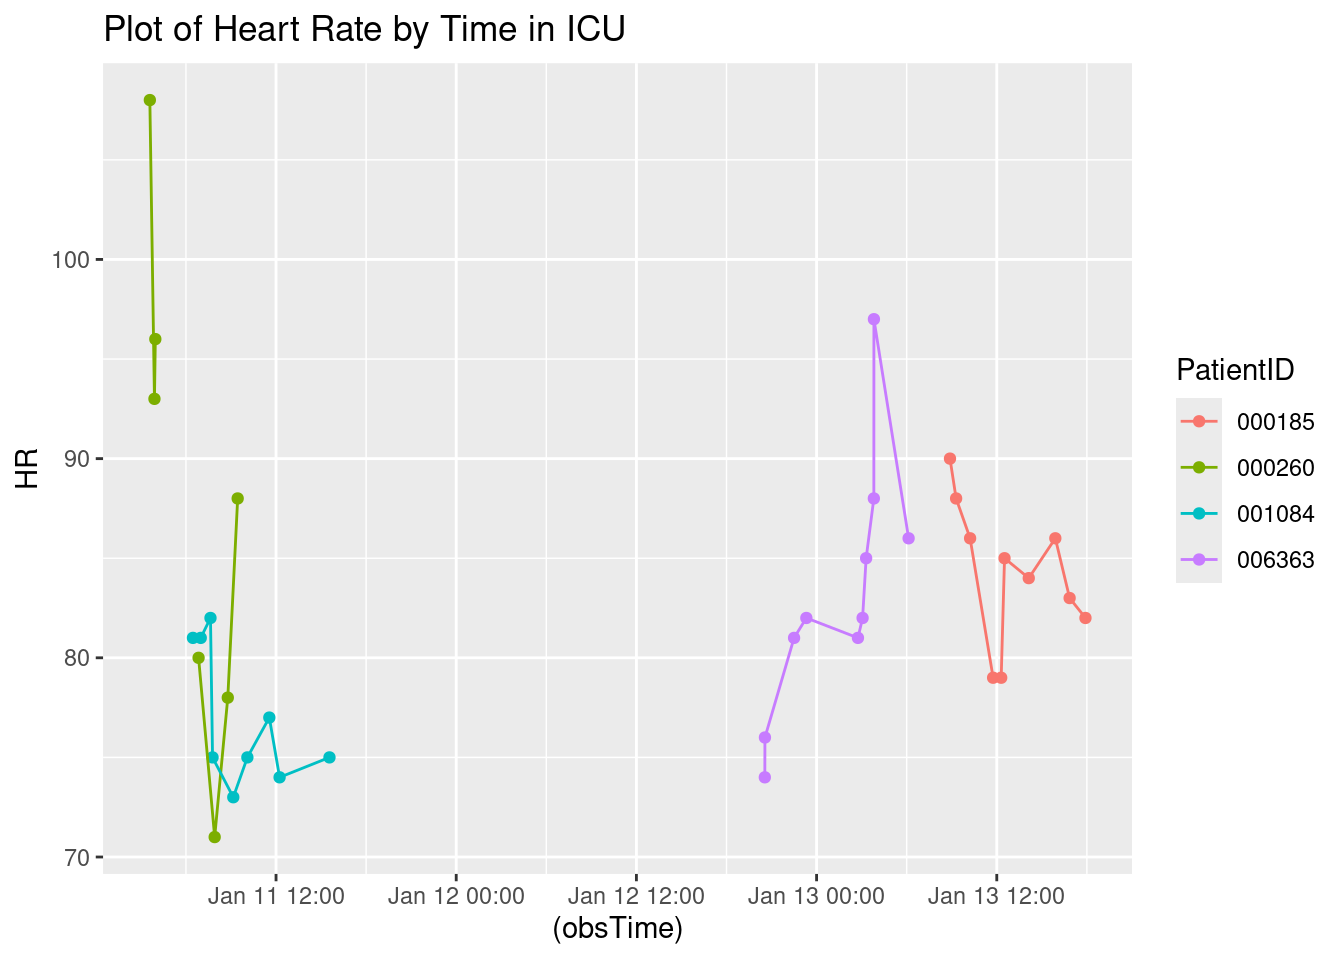 Plot of Heart Rate by Time in ICU
100
90
80
70
HR
Jan 11 12:00 Jan 12 00:00 Jan 12 12:00 Jan 13 00:00 Jan 13 12:00
(obsTime)
PatientID
000185
000260
001084
006363